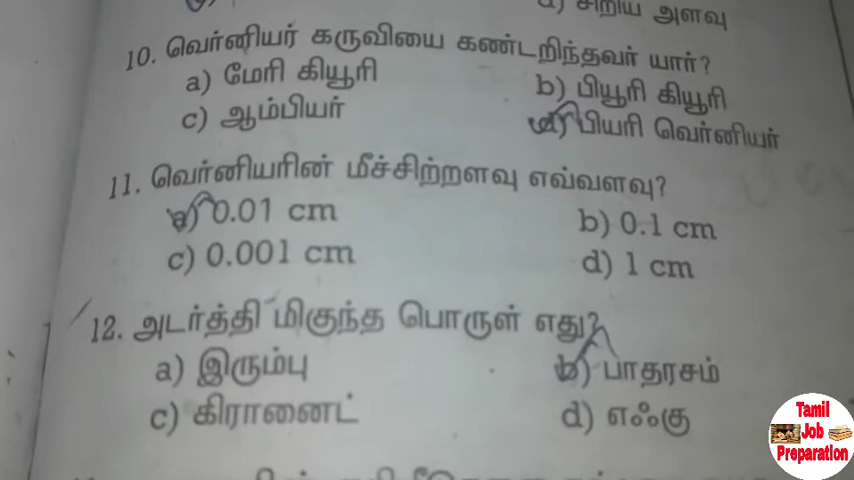 d) சிறிய அளவு
10. வெர்னியர் கருவியை கண்டறிந்தவர் யார்?
a) மேரி கியூரி b) பியூரி கியூரி
c) ஆம்பியர் d) பியரி வெர்னியர்
11. வெர்னியரின் மீச்சிற்றளவு எவ்வளவு?
a) 0.01 cm b) 0.1 cm
c) 0.001 cm d) 1 cm
12. அடர்த்தி மிகுந்த பொருள் எது?
a) இரும்பு b) பாதரசம்
c) கிரானைட் d) எஃகு
Tamil
Job
Preparation